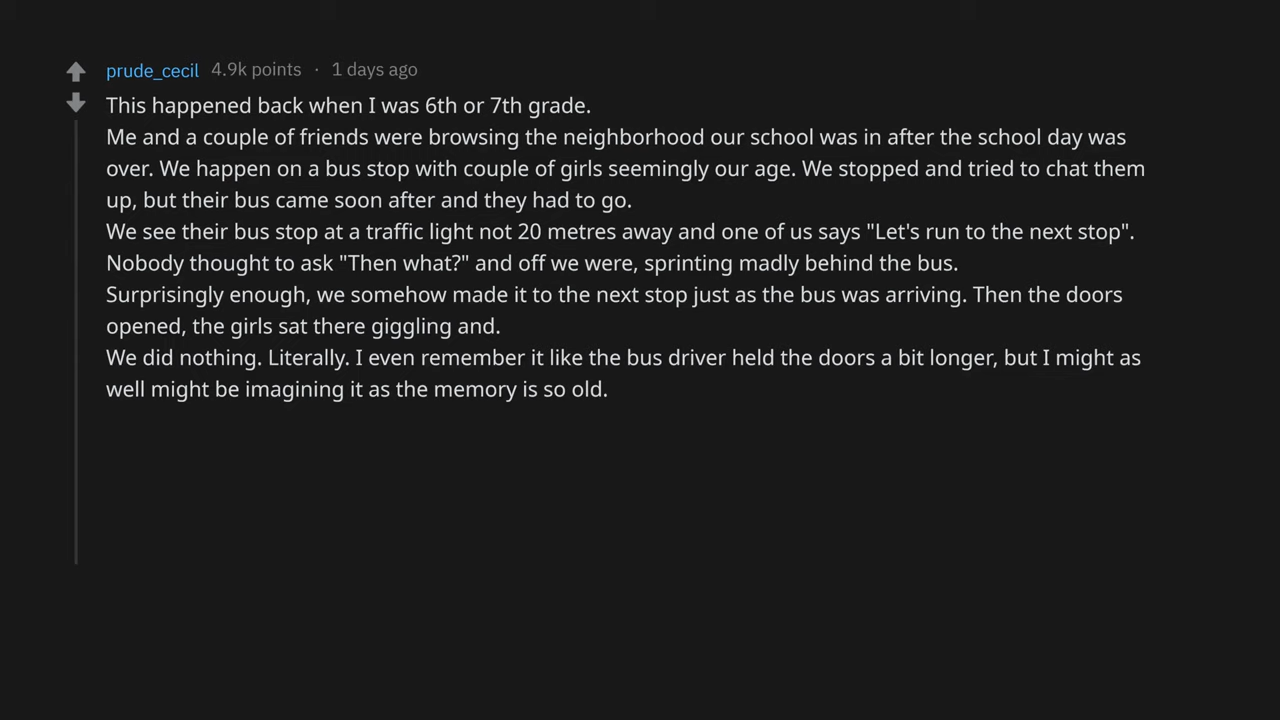 prude_cecil 4.9k points · 1 days ago
This happened back when I was 6th or 7th grade.
Me and a couple of friends were browsing the neighborhood our school was in after the school day was
over. We happen on a bus stop with couple of girls seemingly our age. We stopped and tried to chat them
up, but their bus came soon after and they had to go.
We see their bus stop at a traffic light not 20 metres away and one of us says "Let's run to the next stop".
Nobody thought to ask "Then what?" and off we were, sprinting madly behind the bus.
Surprisingly enough, we somehow made it to the next stop just as the bus was arriving. Then the doors
opened, the girls sat there giggling and.
We did nothing. Literally. I even remember it like the bus driver held the doors a bit longer, but I might as
well might be imagining it as the memory is so old.